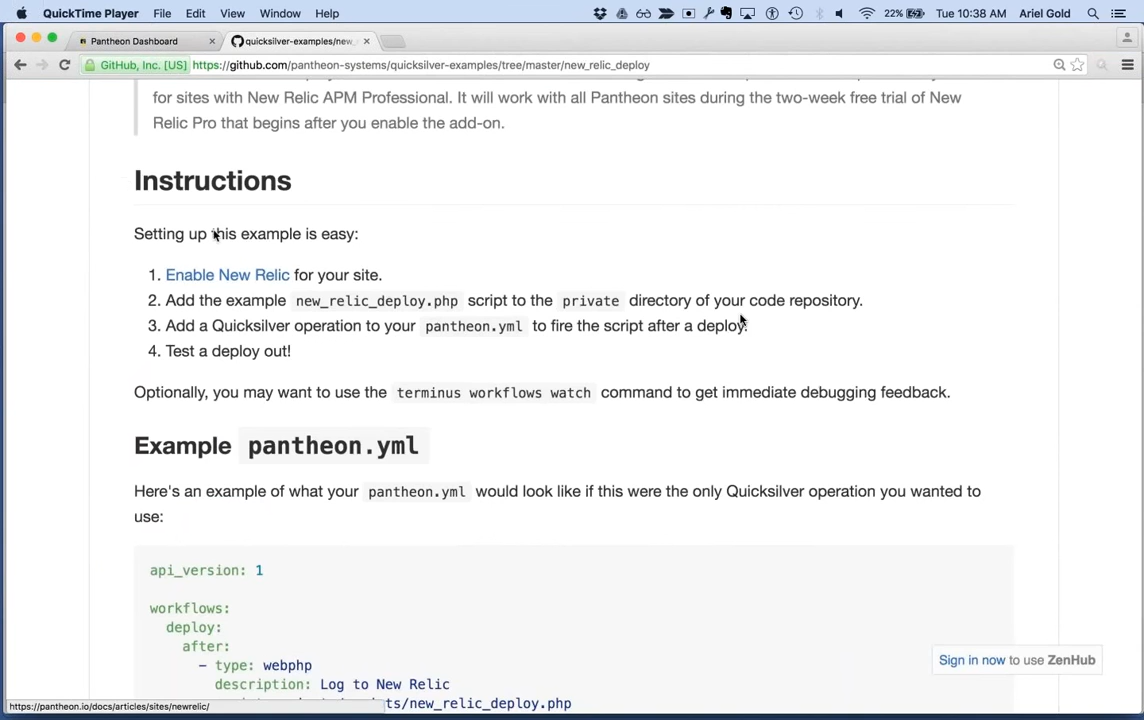 QuickTime Player File Edit View Window Help 22% Tue 10:38 AM Ariel Gold
Pantheon Dashboard quicksilver-examples/new_
GitHub, Inc. [US] https://github.com/pantheon-systems/quicksilver-examples/tree/master/new_relic_deploy
for sites with New Relic APM Professional. It will work with all Pantheon sites during the two-week free trial of New
Relic Pro that begins after you enable the add-on.
Instructions
Setting up this example is easy:
1. Enable New Relic for your site.
2. Add the example new_relic_deploy.php script to the private directory of your code repository.
3. Add a Quicksilver operation to your pantheon.yml to fire the script after a deploy.
4. Test a deploy out!
Optionally, you may want to use the terminus workflows watch command to get immediate debugging feedback.
Example pantheon.yml
Here's an example of what your pantheon.yml would look like if this were the only Quicksilver operation you wanted to
use:
api_version: 1
workflows:
deploy:
after:
- type: webphp
description: Log to New Relic
ts/new_relic_deploy.php
Sign in now to use ZenHub
https://pantheon.io/docs/articles/sites/newrelic/